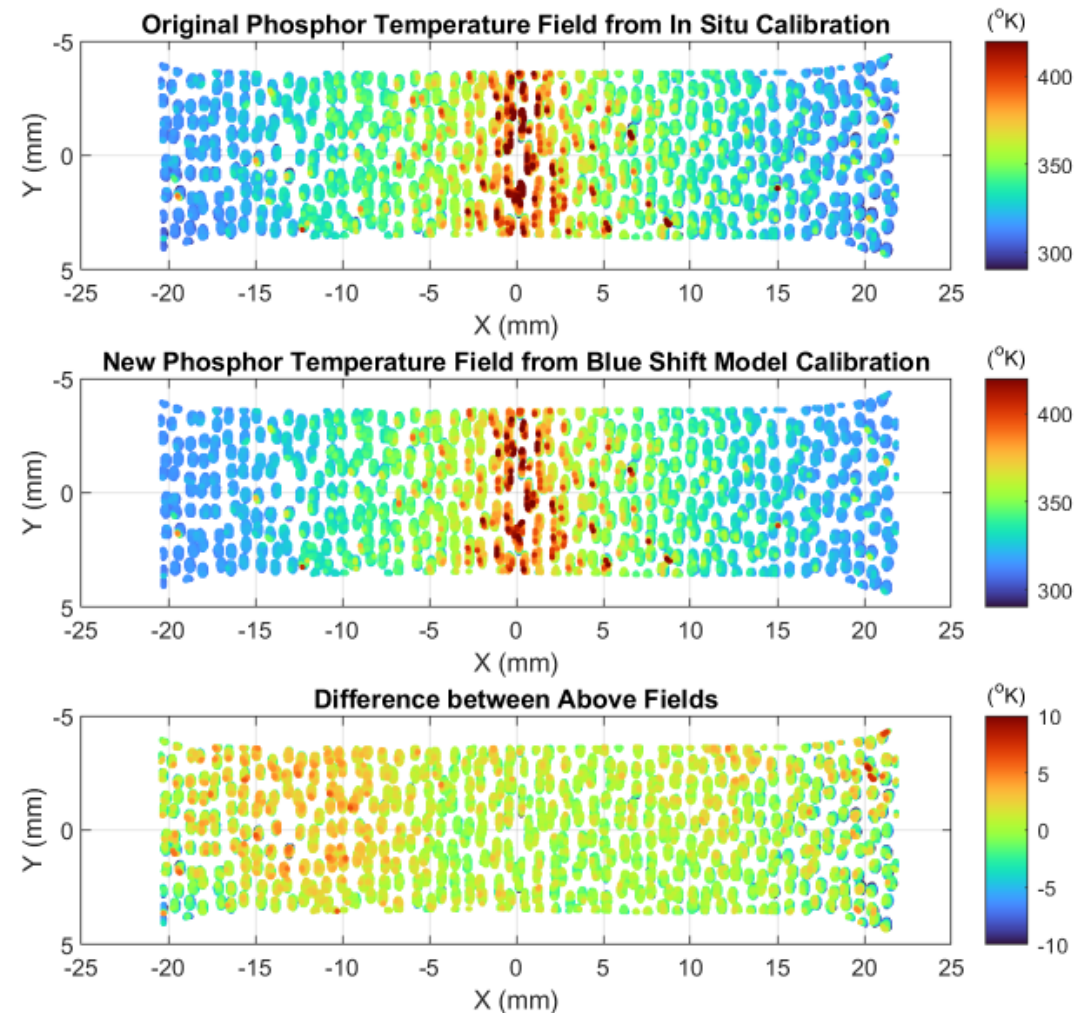 Original Phosphor Temperature Field from In Situ Calibration
(°K)
-5
0
5
Y (mm)
-25 -20 -15 -10 -5 0 5 10 15 20 25
X (mm)
400
350
300
New Phosphor Temperature Field from Blue Shift Model Calibration
(°K)
-5
0
5
Y (mm)
-25 -20 -15 -10 -5 0 5 10 15 20 25
X (mm)
400
350
300
Difference between Above Fields
(°K)
-5
0
5
Y (mm)
-25 -20 -15 -10 -5 0 5 10 15 20 25
X (mm)
10
5
0
-5
-10